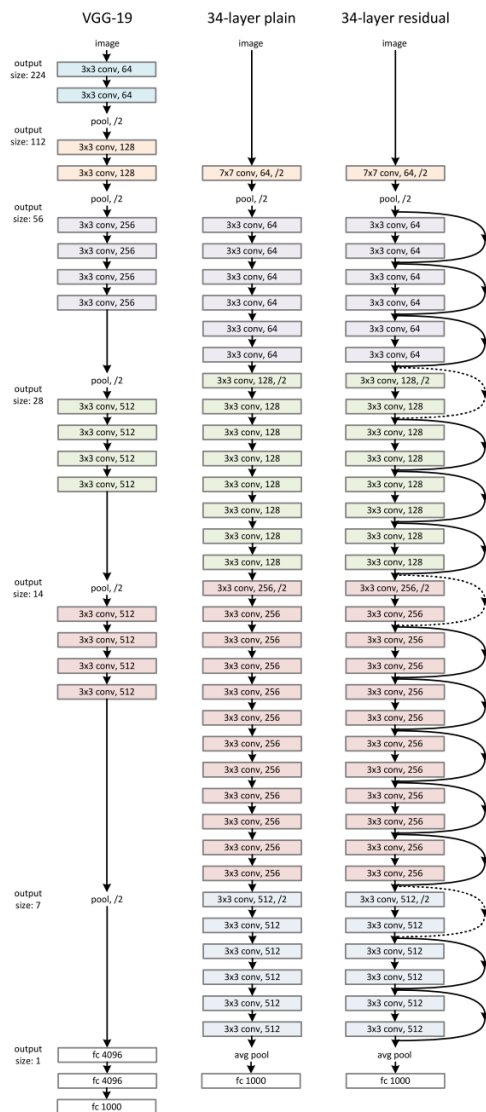 VGG-19
34-layer plain
34-layer residual
output
size: 224
image
3x3 conv, 64
3x3 conv, 64
pool, /2
output
size: 112
3x3 conv, 128
3x3 conv, 128
pool, /2
output
size: 56
3x3 conv, 256
3x3 conv, 256
3x3 conv, 256
3x3 conv, 256
pool, /2
output
size: 28
3x3 conv, 512
3x3 conv, 512
3x3 conv, 512
3x3 conv, 512
pool, /2
output
size: 14
3x3 conv, 512
3x3 conv, 512
3x3 conv, 512
3x3 conv, 512
output
size: 7
pool, /2
output
size: 1
fc 4096
fc 4096
fc 1000
image
7x7 conv, 64, /2
pool, /2
3x3 conv, 64
3x3 conv, 64
3x3 conv, 64
3x3 conv, 64
3x3 conv, 64
3x3 conv, 64
3x3 conv, 128, /2
3x3 conv, 128
3x3 conv, 128
3x3 conv, 128
3x3 conv, 128
3x3 conv, 128
3x3 conv, 128
3x3 conv, 128
3x3 conv, 256, /2
3x3 conv, 256
3x3 conv, 256
3x3 conv, 256
3x3 conv, 256
3x3 conv, 256
3x3 conv, 256
3x3 conv, 256
3x3 conv, 256
3x3 conv, 256
3x3 conv, 256
3x3 conv, 256
3x3 conv, 512, /2
3x3 conv, 512
3x3 conv, 512
3x3 conv, 512
3x3 conv, 512
3x3 conv, 512
avg pool
fc 1000
image
7x7 conv, 64, /2
pool, /2
3x3 conv, 64
3x3 conv, 64
3x3 conv, 64
3x3 conv, 64
3x3 conv, 64
3x3 conv, 64
3x3 conv, 128, /2
3x3 conv, 128
3x3 conv, 128
3x3 conv, 128
3x3 conv, 128
3x3 conv, 128
3x3 conv, 128
3x3 conv, 128
3x3 conv, 256, /2
3x3 conv, 256
3x3 conv, 256
3x3 conv, 256
3x3 conv, 256
3x3 conv, 256
3x3 conv, 256
3x3 conv, 256
3x3 conv, 256
3x3 conv, 256
3x3 conv, 256
3x3 conv, 256
3x3 conv, 512, /2
3x3 conv, 512
3x3 conv, 512
3x3 conv, 512
3x3 conv, 512
3x3 conv, 512
avg pool
fc 1000